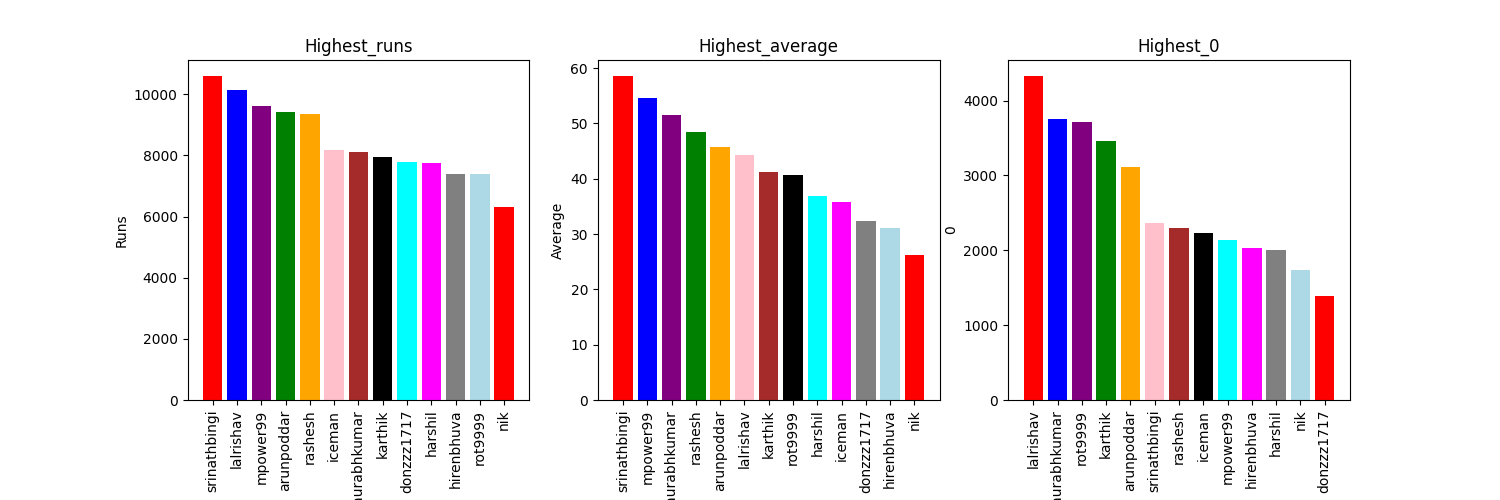 Highest_runs
Runs
10000
8000
6000
4000
2000
0
srinathbingi
lalrishav
mpower99
arunpoddar
rashesh
iceman
urabhkumar
karthik
donzzz1717
harshil
hirenbhuva
rot9999
nik
Highest_average
Average
60
50
40
30
20
10
0
srinathbingi
mpower99
urabhkumar
rashesh
arunpoddar
lalrishav
karthik
rot9999
harshil
iceman
donzzz1717
hirenbhuva
nik
Highest_0
0
4000
3000
2000
1000
0
lalrishav
urabhkumar
rot9999
karthik
arunpoddar
srinathbingi
rashesh
iceman
mpower99
hirenbhuva
harshil
nik
donzzz1717